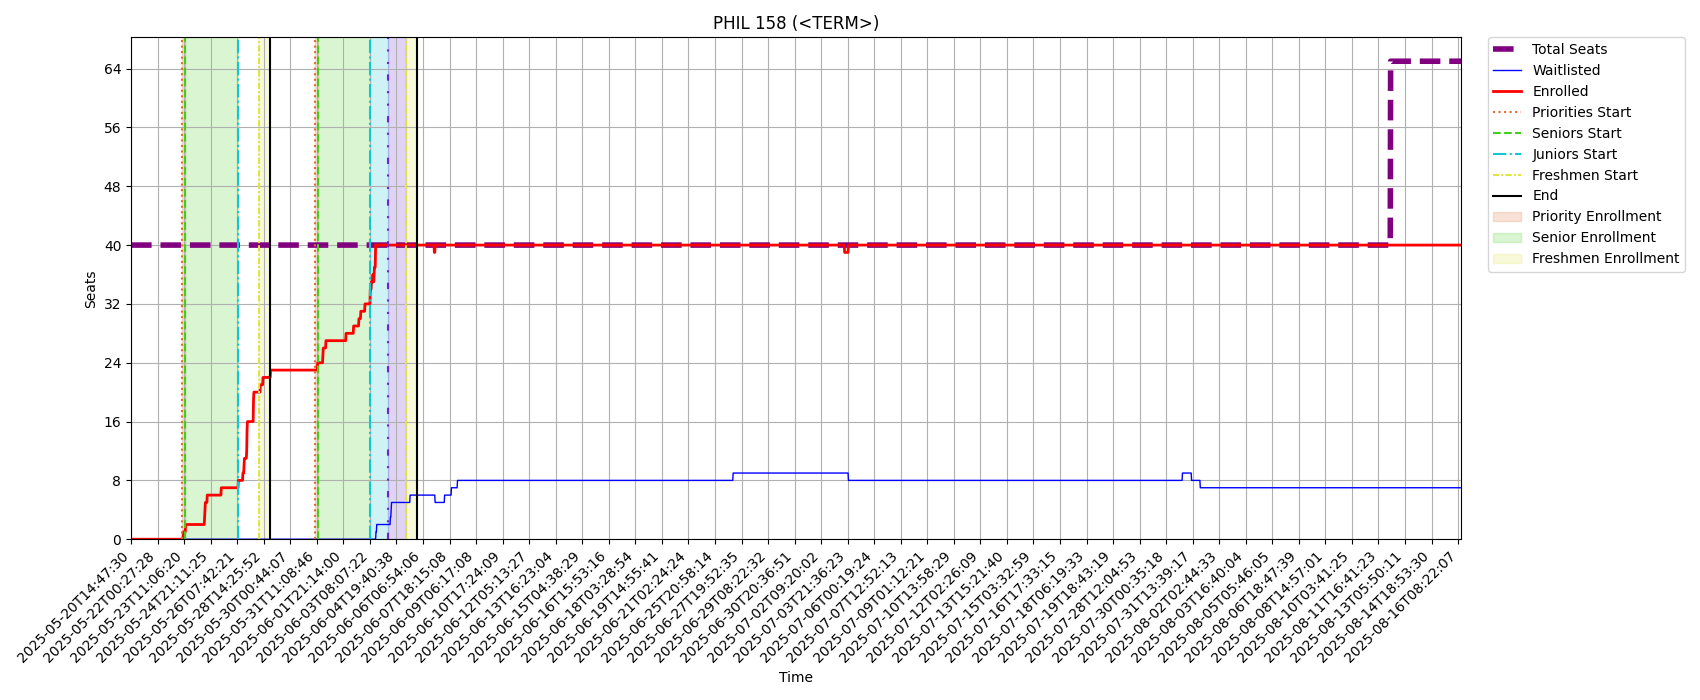 PHIL 158 (<TERM>)
Seats
64
56
48
40
32
24
16
8
0
2025-05-20T14:47:30
2025-05-22T00:27:28
2025-05-23T11:06:20
2025-05-24T21:11:25
2025-05-26T07:42:21
2025-05-28T14:25:52
2025-05-30T00:44:07
2025-05-31T11:08:46
2025-06-01T21:14:00
2025-06-03T08:07:22
2025-06-04T19:40:38
2025-06-06T06:54:06
2025-06-07T18:15:08
2025-06-09T06:17:08
2025-06-10T17:24:09
2025-06-12T05:13:27
2025-06-13T16:23:04
2025-06-15T04:38:29
2025-06-16T16:53:16
2025-06-18T03:28:54
2025-06-19T14:55:41
2025-06-21T02:24:24
2025-06-25T20:58:14
2025-06-27T19:52:35
2025-06-29T08:22:32
2025-06-30T20:36:51
2025-07-02T09:20:02
2025-07-03T21:36:23
2025-07-06T00:19:24
2025-07-07T12:52:13
2025-07-09T01:12:21
2025-07-10T13:58:29
2025-07-12T02:26:09
2025-07-13T15:21:40
2025-07-15T03:32:59
2025-07-16T17:33:15
2025-07-18T06:19:33
2025-07-19T18:43:19
2025-07-28T12:04:53
2025-07-30T00:35:18
2025-07-31T13:39:17
2025-08-02T02:44:33
2025-08-03T16:40:04
2025-08-05T05:46:05
2025-08-06T18:47:39
2025-08-08T14:57:01
2025-08-10T03:41:25
2025-08-11T16:41:23
2025-08-13T05:50:11
2025-08-14T18:53:30
2025-08-16T08:22:07
Time
Total Seats
Waitlisted
Enrolled
Priorities Start
Seniors Start
Juniors Start
Freshmen Start
End
Priority Enrollment
Senior Enrollment
Freshmen Enrollment